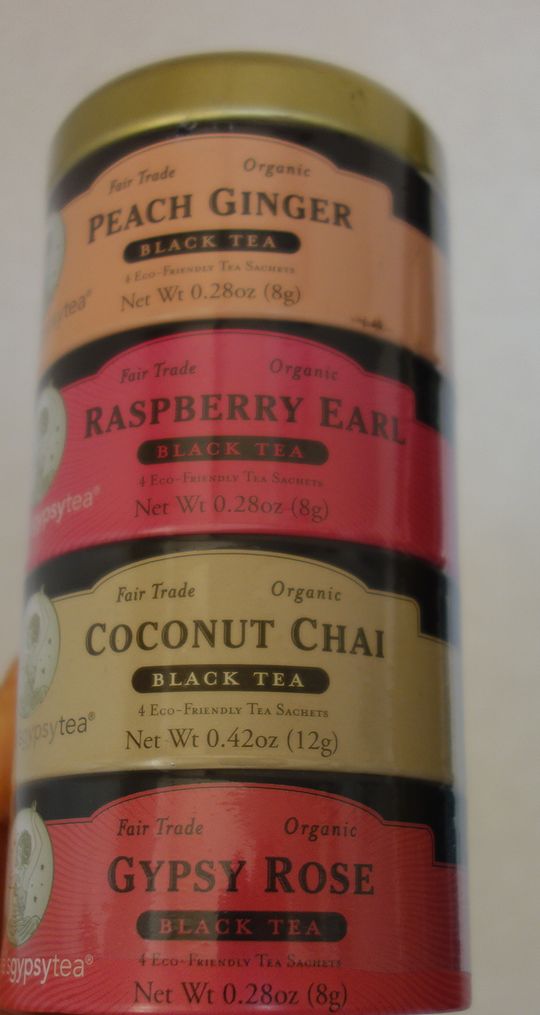 Fair Trade Organic
PEACH GINGER
BLACK TEA
4 ECO-FRIENDLY TEA SACHETS
Net Wt 0.28oz (8g)
Fair Trade Organic
RASPBERRY EARL
BLACK TEA
4 ECO-FRIENDLY TEA SACHETS
gypsytea®
Net Wt 0.28oz (8g)
Fair Trade Organic
COCONUT CHAI
BLACK TEA
4 ECO-FRIENDLY TEA SACHETS
sgypsytea®
Net Wt 0.42oz (12g)
Fair Trade Organic
GYPSY ROSE
BLACK TEA
4 ECO-FRIENDLY TEA SACHETS
sgypsytea®
Net Wt 0.28oz (8g)